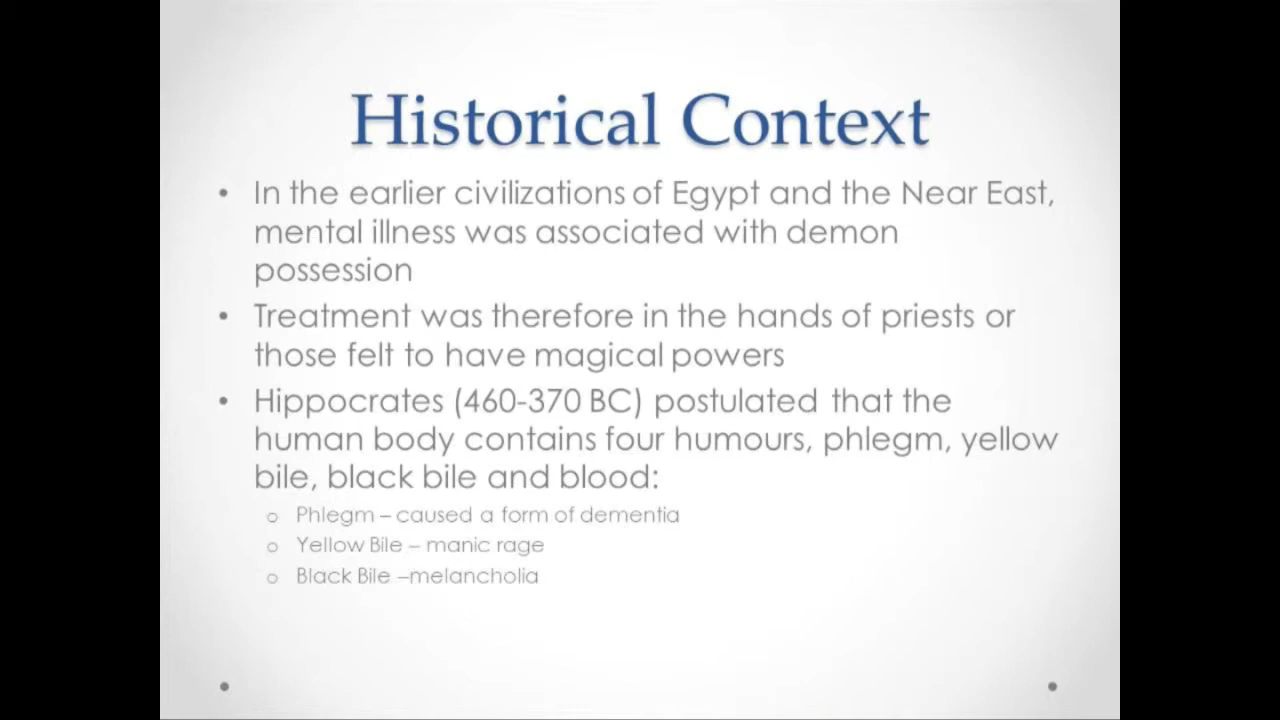 Historical Context
• In the earlier civilizations of Egypt and the Near East,
mental illness was associated with demon
possession
• Treatment was therefore in the hands of priests or
those felt to have magical powers
• Hippocrates (460-370 BC) postulated that the
human body contains four humours, phlegm, yellow
bile, black bile and blood:
o Phlegm – caused a form of dementia
o Yellow Bile – manic rage
o Black Bile –melancholia